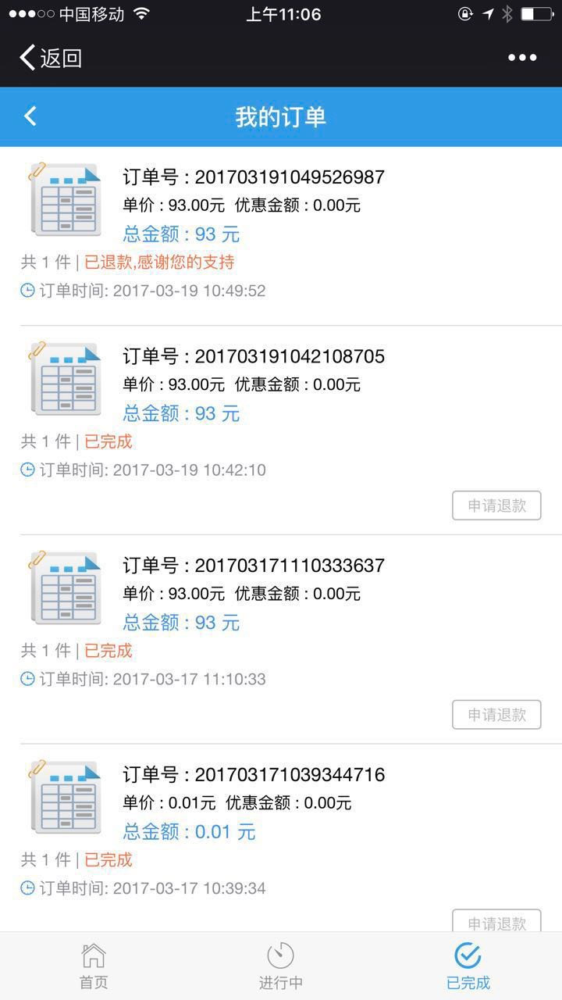 中国移动 上午11:06
返回
我的订单
订单号 : 201703191049526987
单价 : 93.00元 优惠金额 : 0.00元
总金额 : 93 元
共 1 件 | 已退款,感谢您的支持
订单时间: 2017-03-19 10:49:52
订单号 : 201703191042108705
单价 : 93.00元 优惠金额 : 0.00元
总金额 : 93 元
共 1 件 | 已完成
订单时间: 2017-03-19 10:42:10
申请退款
订单号 : 201703171110333637
单价 : 93.00元 优惠金额 : 0.00元
总金额 : 93 元
共 1 件 | 已完成
订单时间: 2017-03-17 11:10:33
申请退款
订单号 : 201703171039344716
单价 : 0.01元 优惠金额 : 0.00元
总金额 : 0.01 元
共 1 件 | 已完成
订单时间: 2017-03-17 10:39:34
申请退款
首页 进行中 已完成